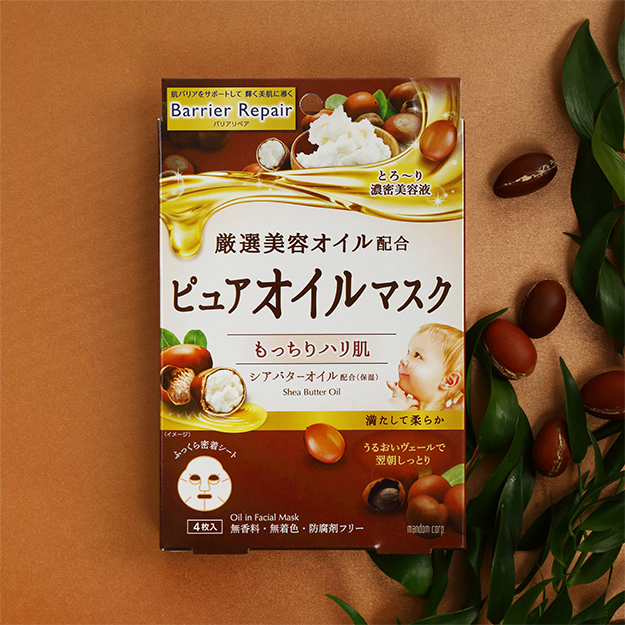 肌バリアをサポートして 輝く美肌に導く
Barrier Repair
バリアリペア
とろ〜り
濃密美容液
厳選美容オイル配合
ピュアオイルマスク
もっちりハリ肌
シアバターオイル配合(保湿)
Shea Butter Oil
満たして柔らか
(イメージ)
ふっくら密着シート
うるおいヴェールで
翌朝しっとり
4枚入
Oil in Facial Mask
無香料・無着色・防腐剤フリー
mandom corp.